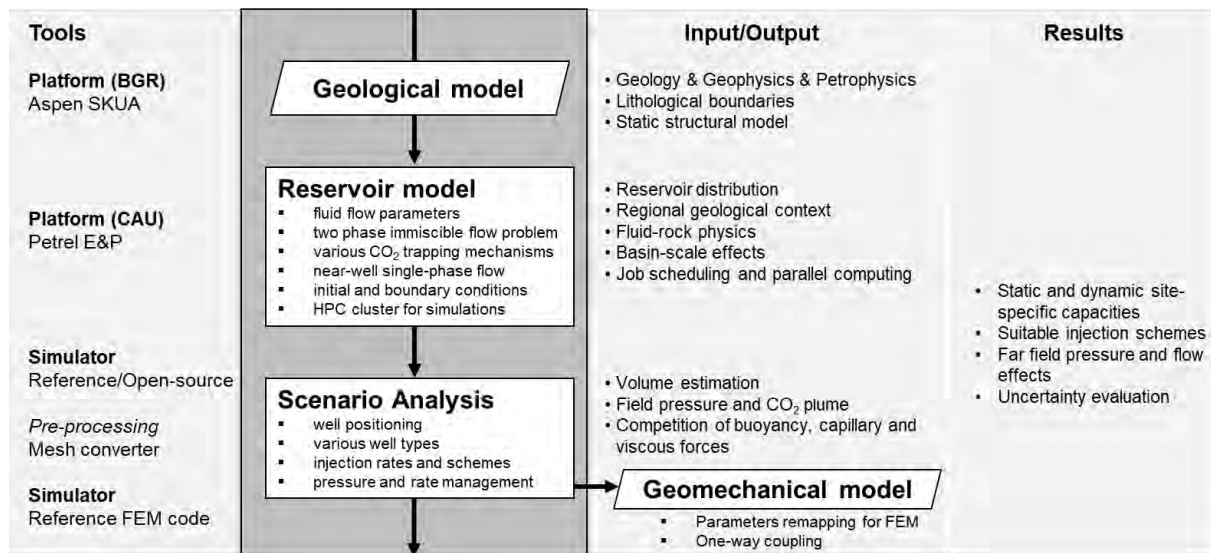 Tools
Platform (BGR)
Aspen SKUA
Platform (CAU)
Petrel E&P
Simulator
Reference/Open-source
Pre-processing
Mesh converter
Simulator
Reference FEM code
Geological model
Reservoir model
▪ fluid flow parameters
▪ two phase immiscible flow problem
▪ various CO₂ trapping mechanisms
▪ near-well single-phase flow
▪ initial and boundary conditions
▪ HPC cluster for simulations
Scenario Analysis
▪ well positioning
▪ various well types
▪ injection rates and schemes
▪ pressure and rate management
Input/Output
• Geology & Geophysics & Petrophysics
• Lithological boundaries
• Static structural model
• Reservoir distribution
• Regional geological context
• Fluid-rock physics
• Basin-scale effects
• Job scheduling and parallel computing
• Volume estimation
• Field pressure and CO₂ plume
• Competition of buoyancy, capillary and
viscous forces
Geomechanical model
▪ Parameters remapping for FEM
▪ One-way coupling
Results
• Static and dynamic site-
specific capacities
• Suitable injection schemes
• Far field pressure and flow
effects
• Uncertainty evaluation